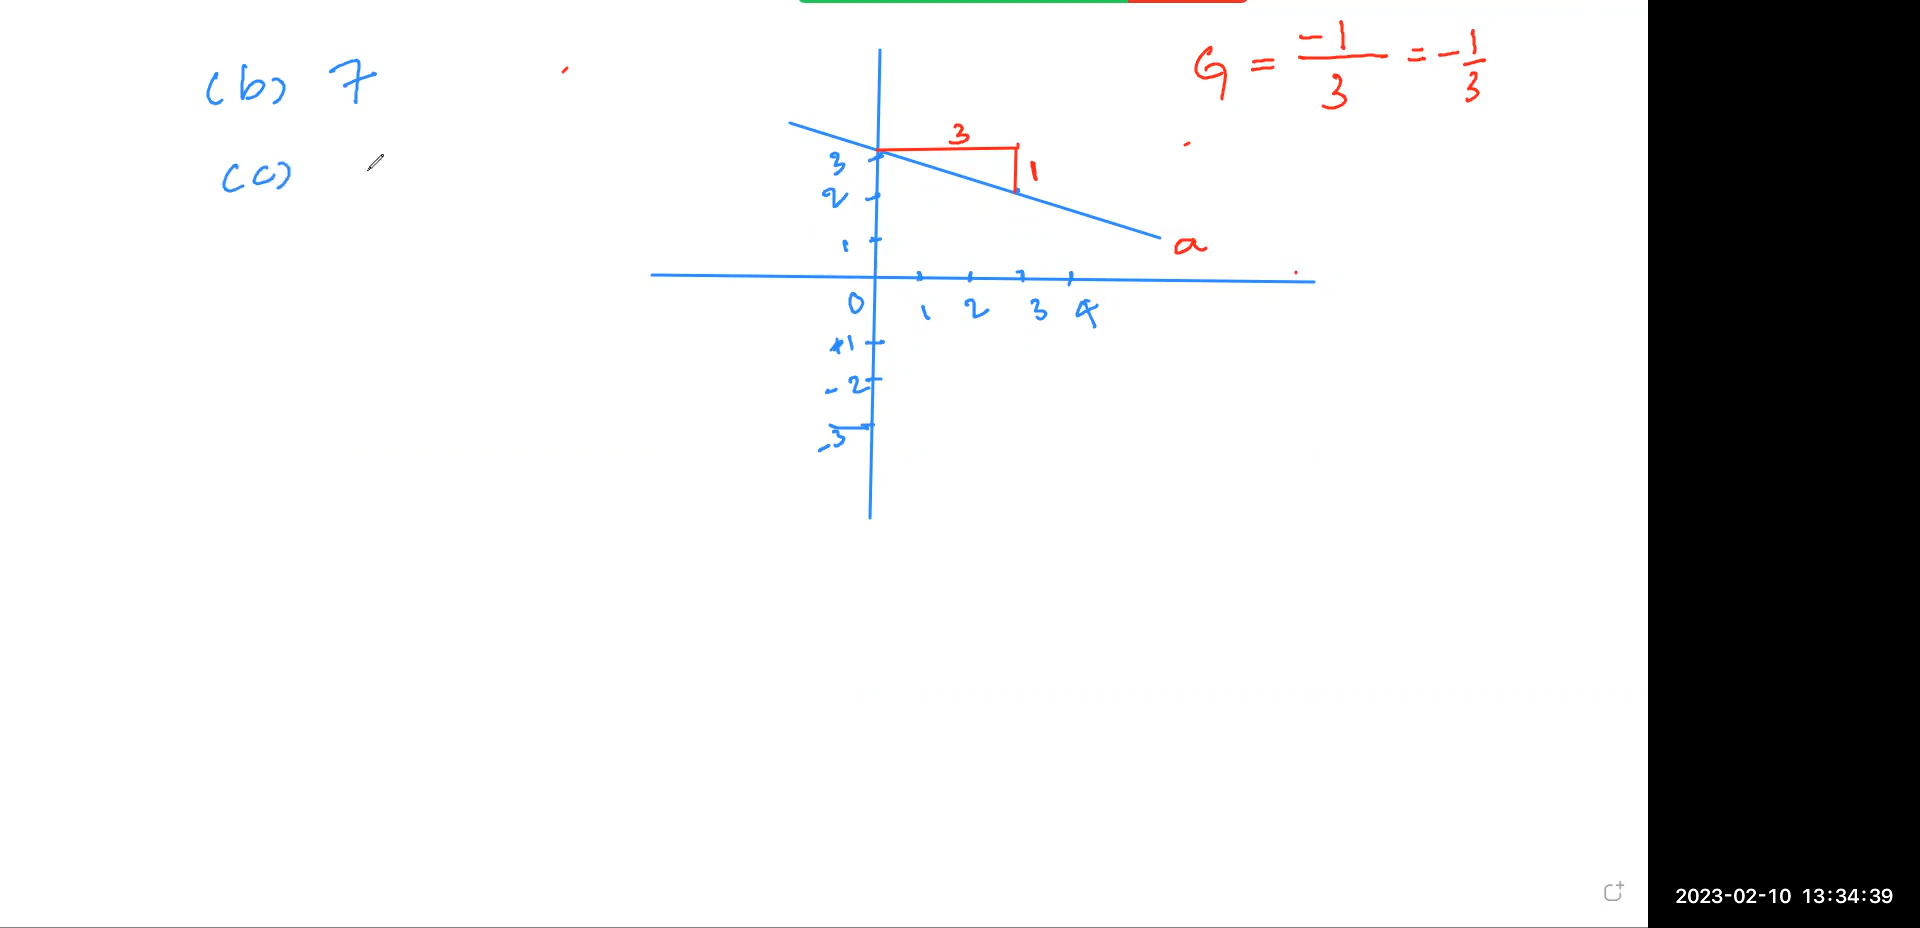 (b) 7
G = -1/3 = -1/3
(c)
3
3
1
2
1
a
0
1 2 3 4
-1
-2
-3
2023-02-10 13:34:39